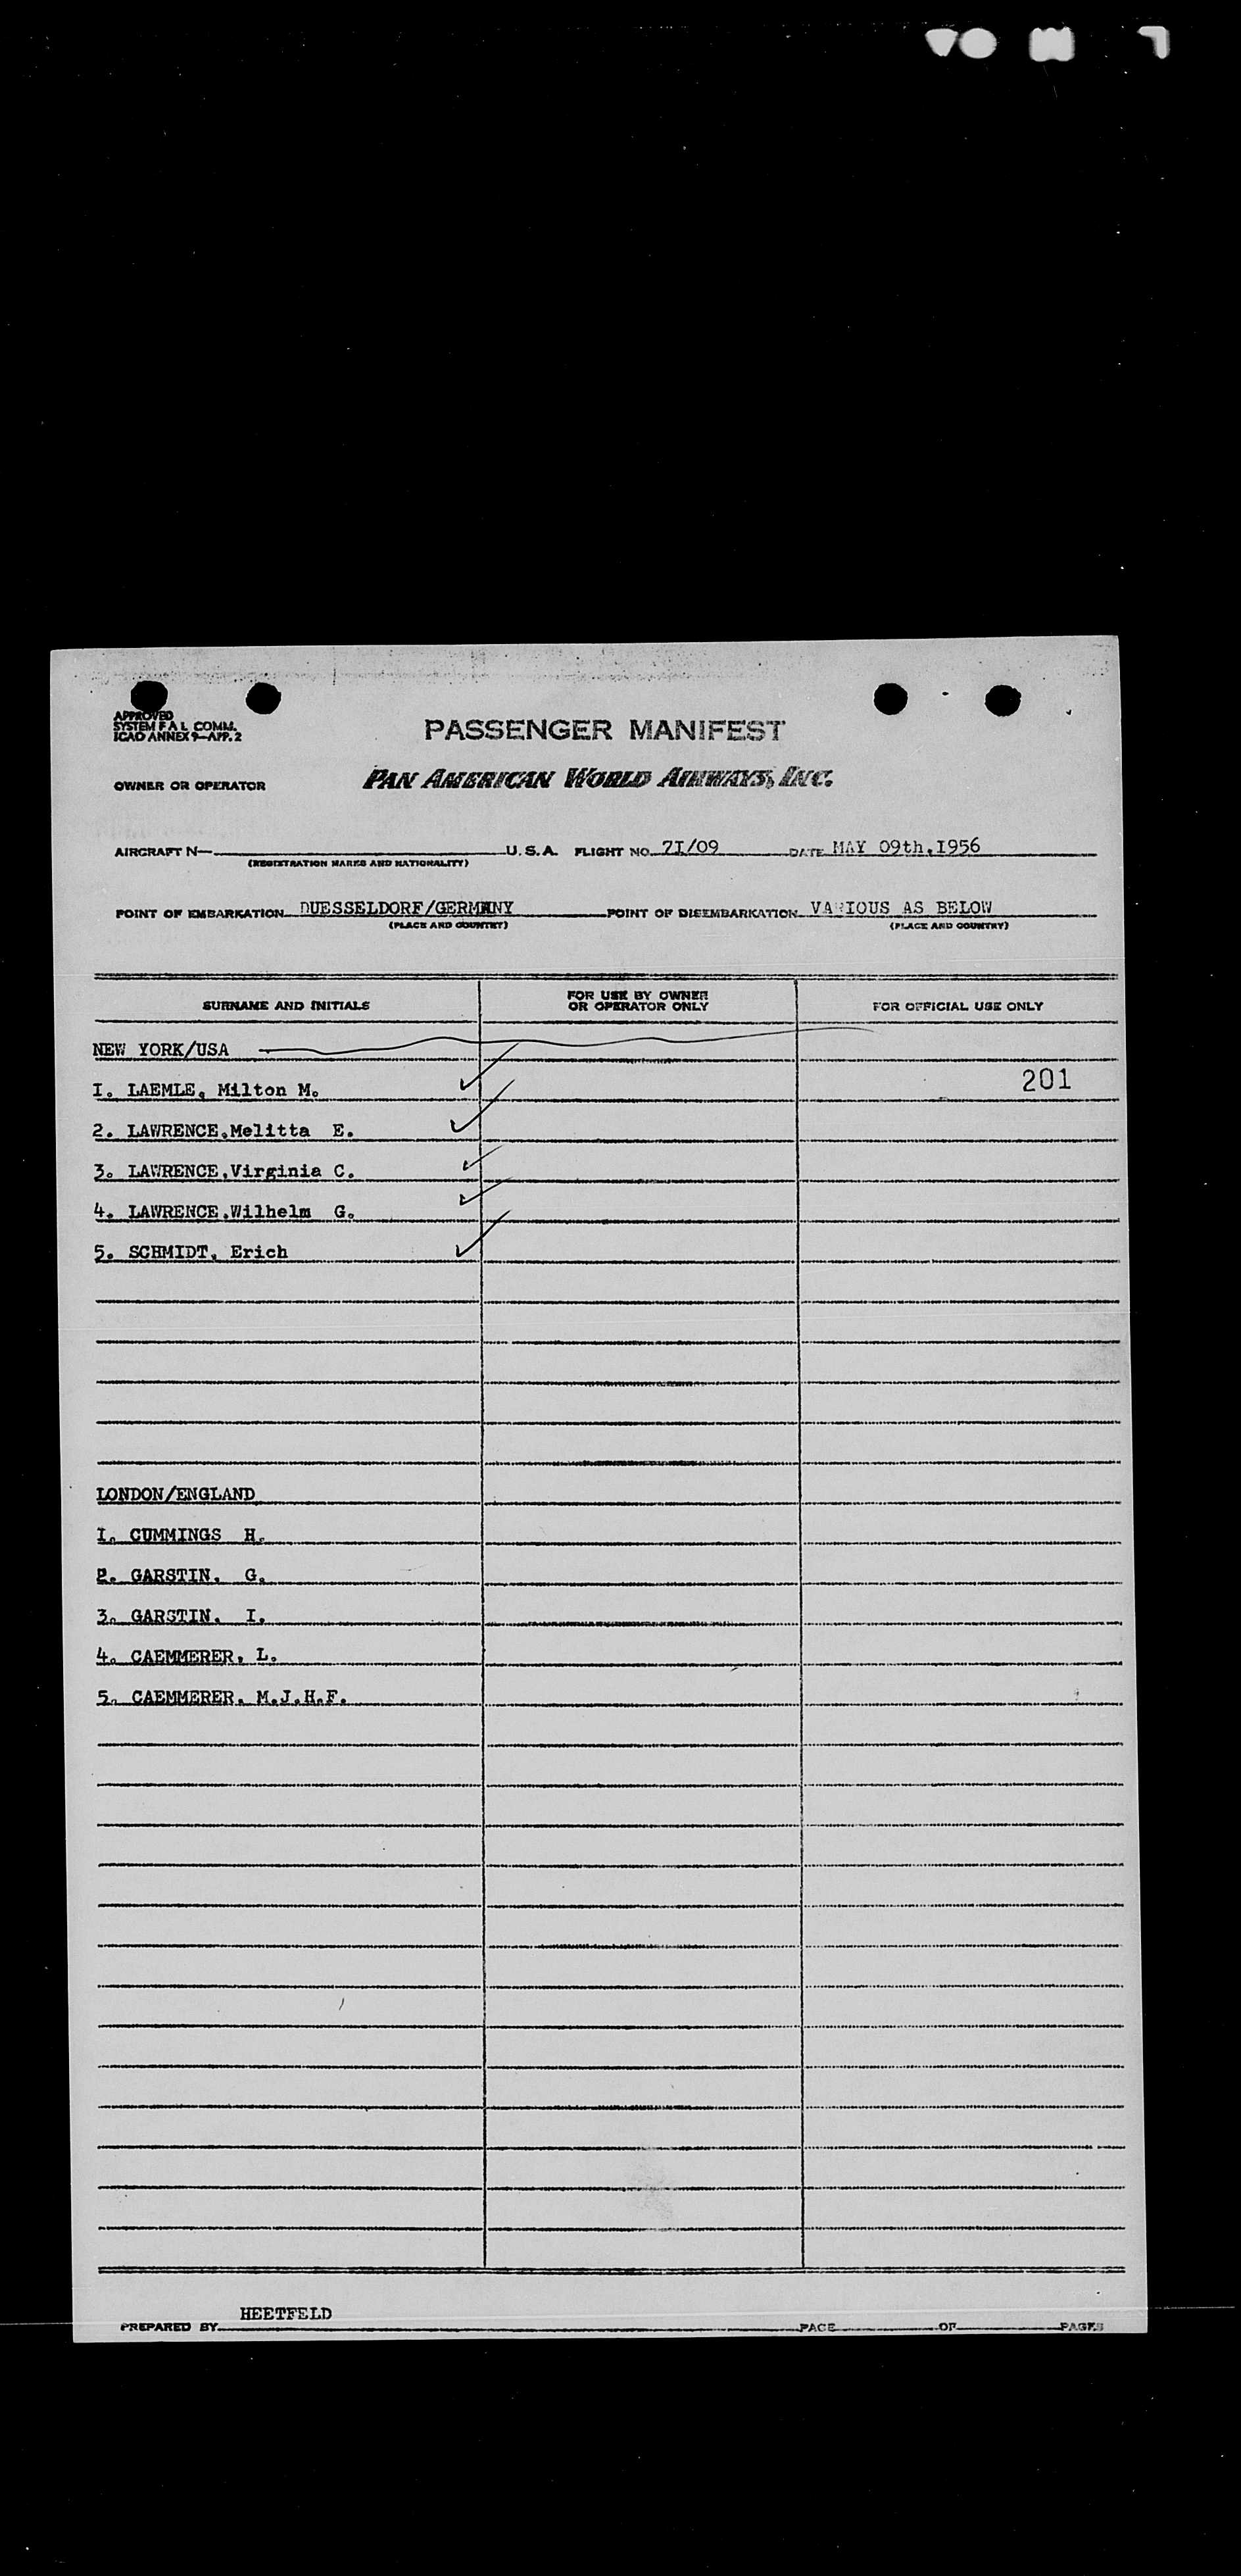 APPROVED
SYSTEM F A L COMM.
ICAO ANNEX 9—APP. 2
PASSENGER MANIFEST
OWNER OR OPERATOR PAN AMERICAN WORLD AIRWAYS, INC.
AIRCRAFT N— U.S.A. FLIGHT NO. 7I/09 DATE MAY 09th.I956
(REGISTRATION MARKS AND NATIONALITY)
POINT OF EMBARKATION DUESSELDORF/GERMANY POINT OF DISEMBARKATION VARIOUS AS BELOW
(PLACE AND COUNTRY) (PLACE AND COUNTRY)
SURNAME AND INITIALS FOR USE BY OWNER OR OPERATOR ONLY FOR OFFICIAL USE ONLY
NEW YORK/USA
I. LAEMLE, Milton M. 201
2. LAWRENCE,Melitta E.
3. LAWRENCE,Virginia C.
4. LAWRENCE,Wilhelm G.
5. SCHMIDT, Erich
LONDON/ENGLAND
I. CUMMINGS H.
2. GARSTIN, G.
3. GARSTIN, I.
4. CAEMMERER, L.
5. CAEMMERER, M.J.H.F.
PREPARED BY HEETFELD PAGE OF PAGES